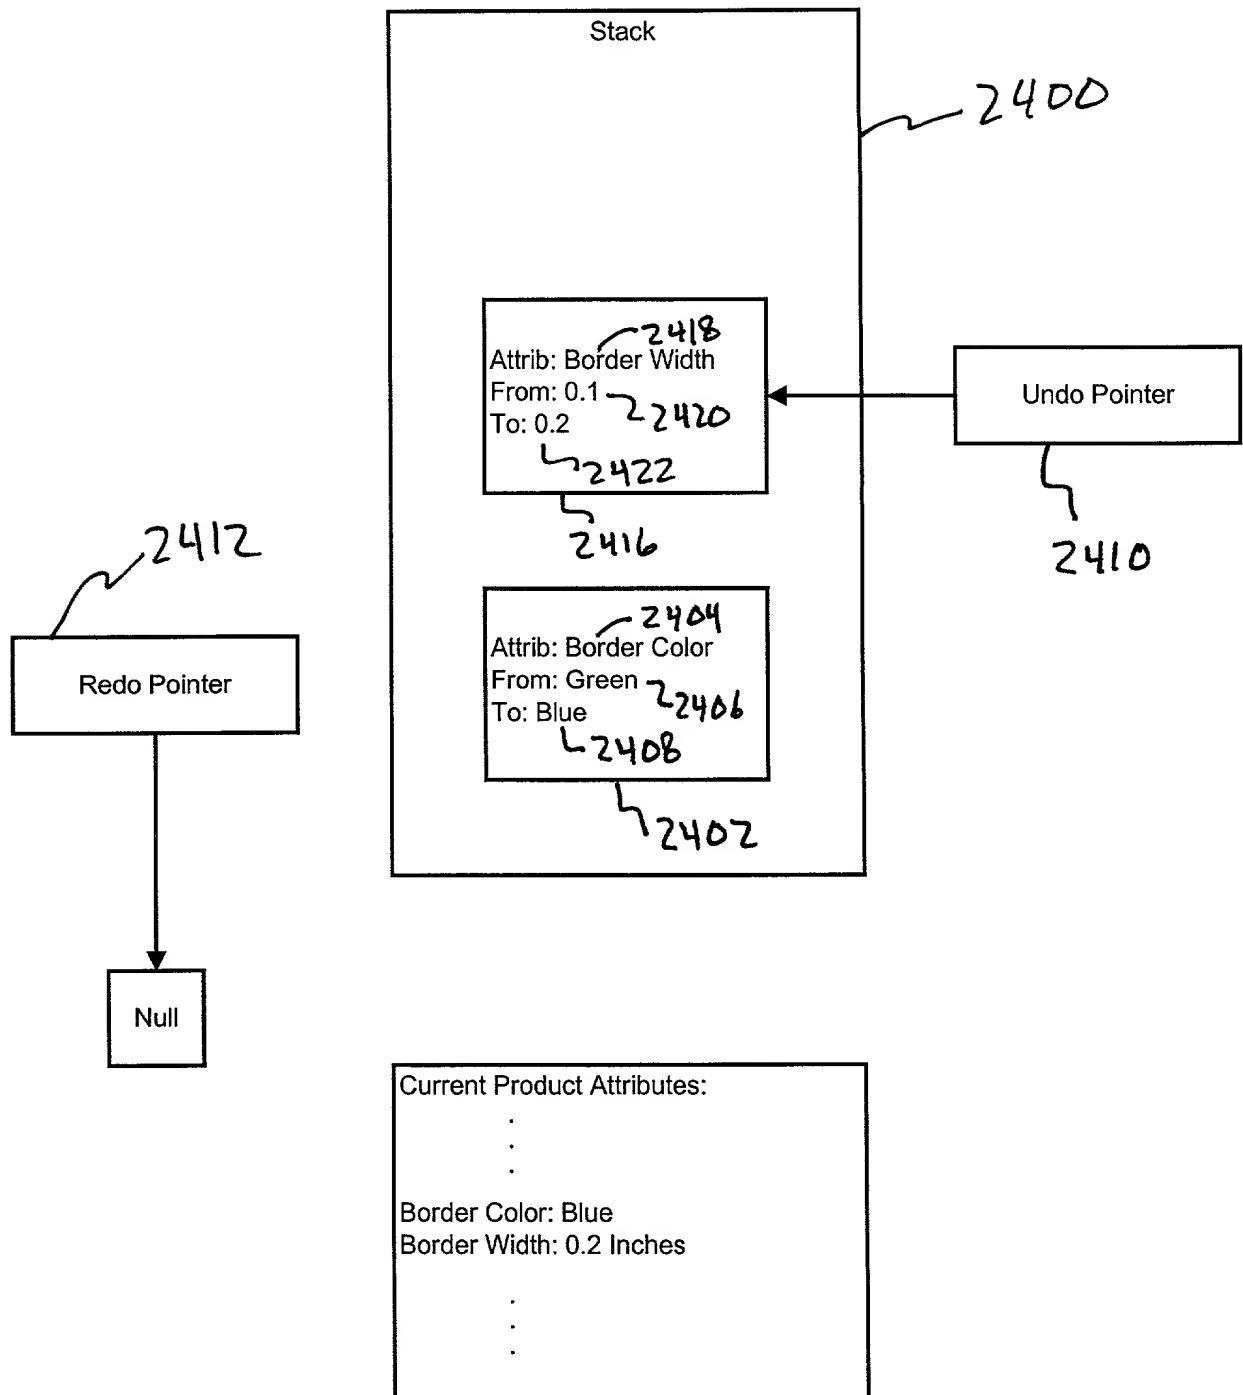 Stack
2400
2418
Attrib: Border Width
From: 0.1
2420
To: 0.2
2422
Undo Pointer
2416
2410
2412
2404
Attrib: Border Color
From: Green
2406
To: Blue
2408
Redo Pointer
2402
Null
Current Product Attributes:
.
.
.
Border Color: Blue
Border Width: 0.2 Inches
.
.
.